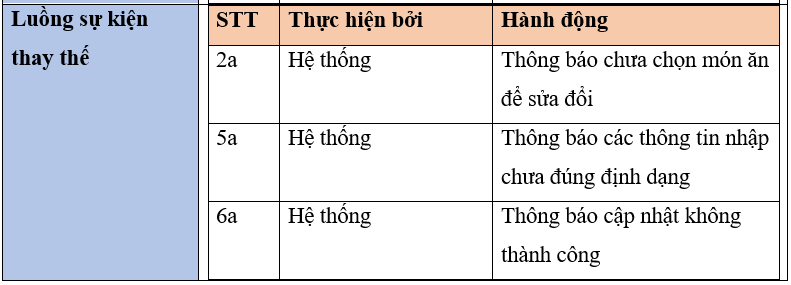 Luồng sự kiện
thay thế
STT Thực hiện bởi Hành động
2a Hệ thống Thông báo chưa chọn món ăn
để sửa đổi
5a Hệ thống Thông báo các thông tin nhập
chưa đúng định dạng
6a Hệ thống Thông báo cập nhật không
thành công